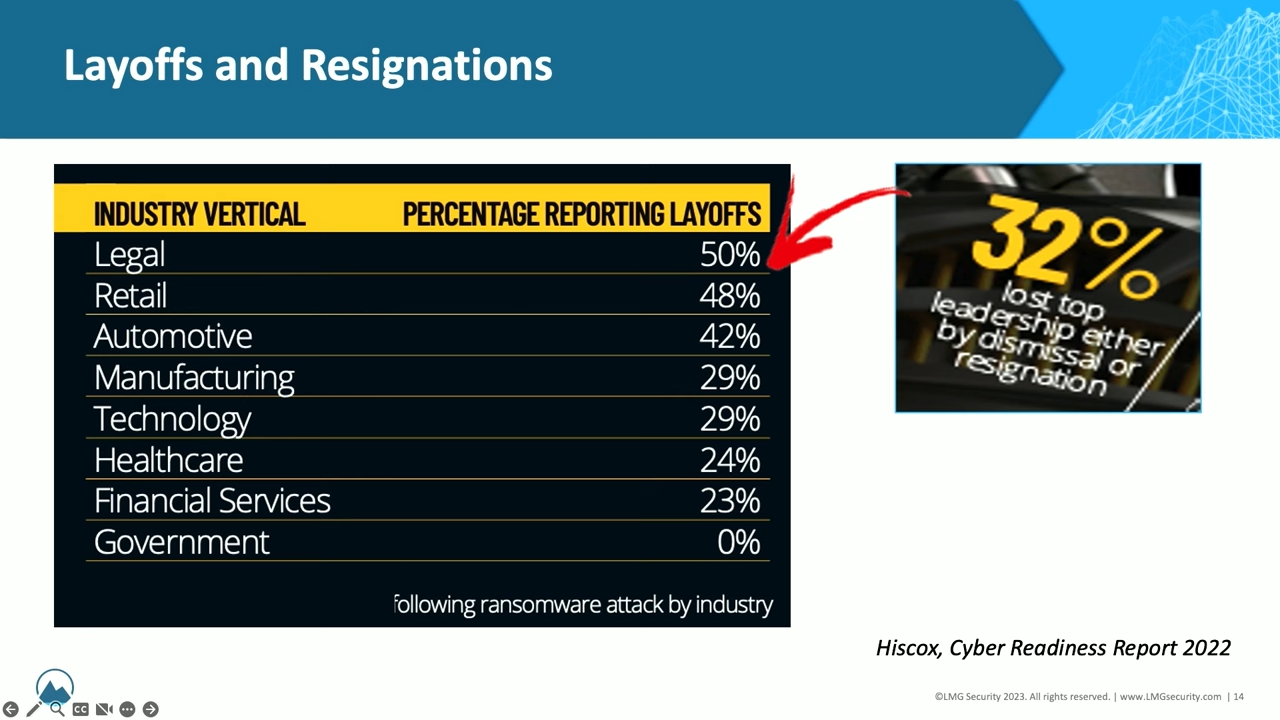 Layoffs and Resignations
INDUSTRY VERTICAL PERCENTAGE REPORTING LAYOFFS
Legal 50%
Retail 48%
Automotive 42%
Manufacturing 29%
Technology 29%
Healthcare 24%
Financial Services 23%
Government 0%
following ransomware attack by industry
32%
lost top
leadership either
by dismissal or
resignation
Hiscox, Cyber Readiness Report 2022
©LMG Security 2023. All rights reserved. | www.LMGsecurity.com | 14
CC